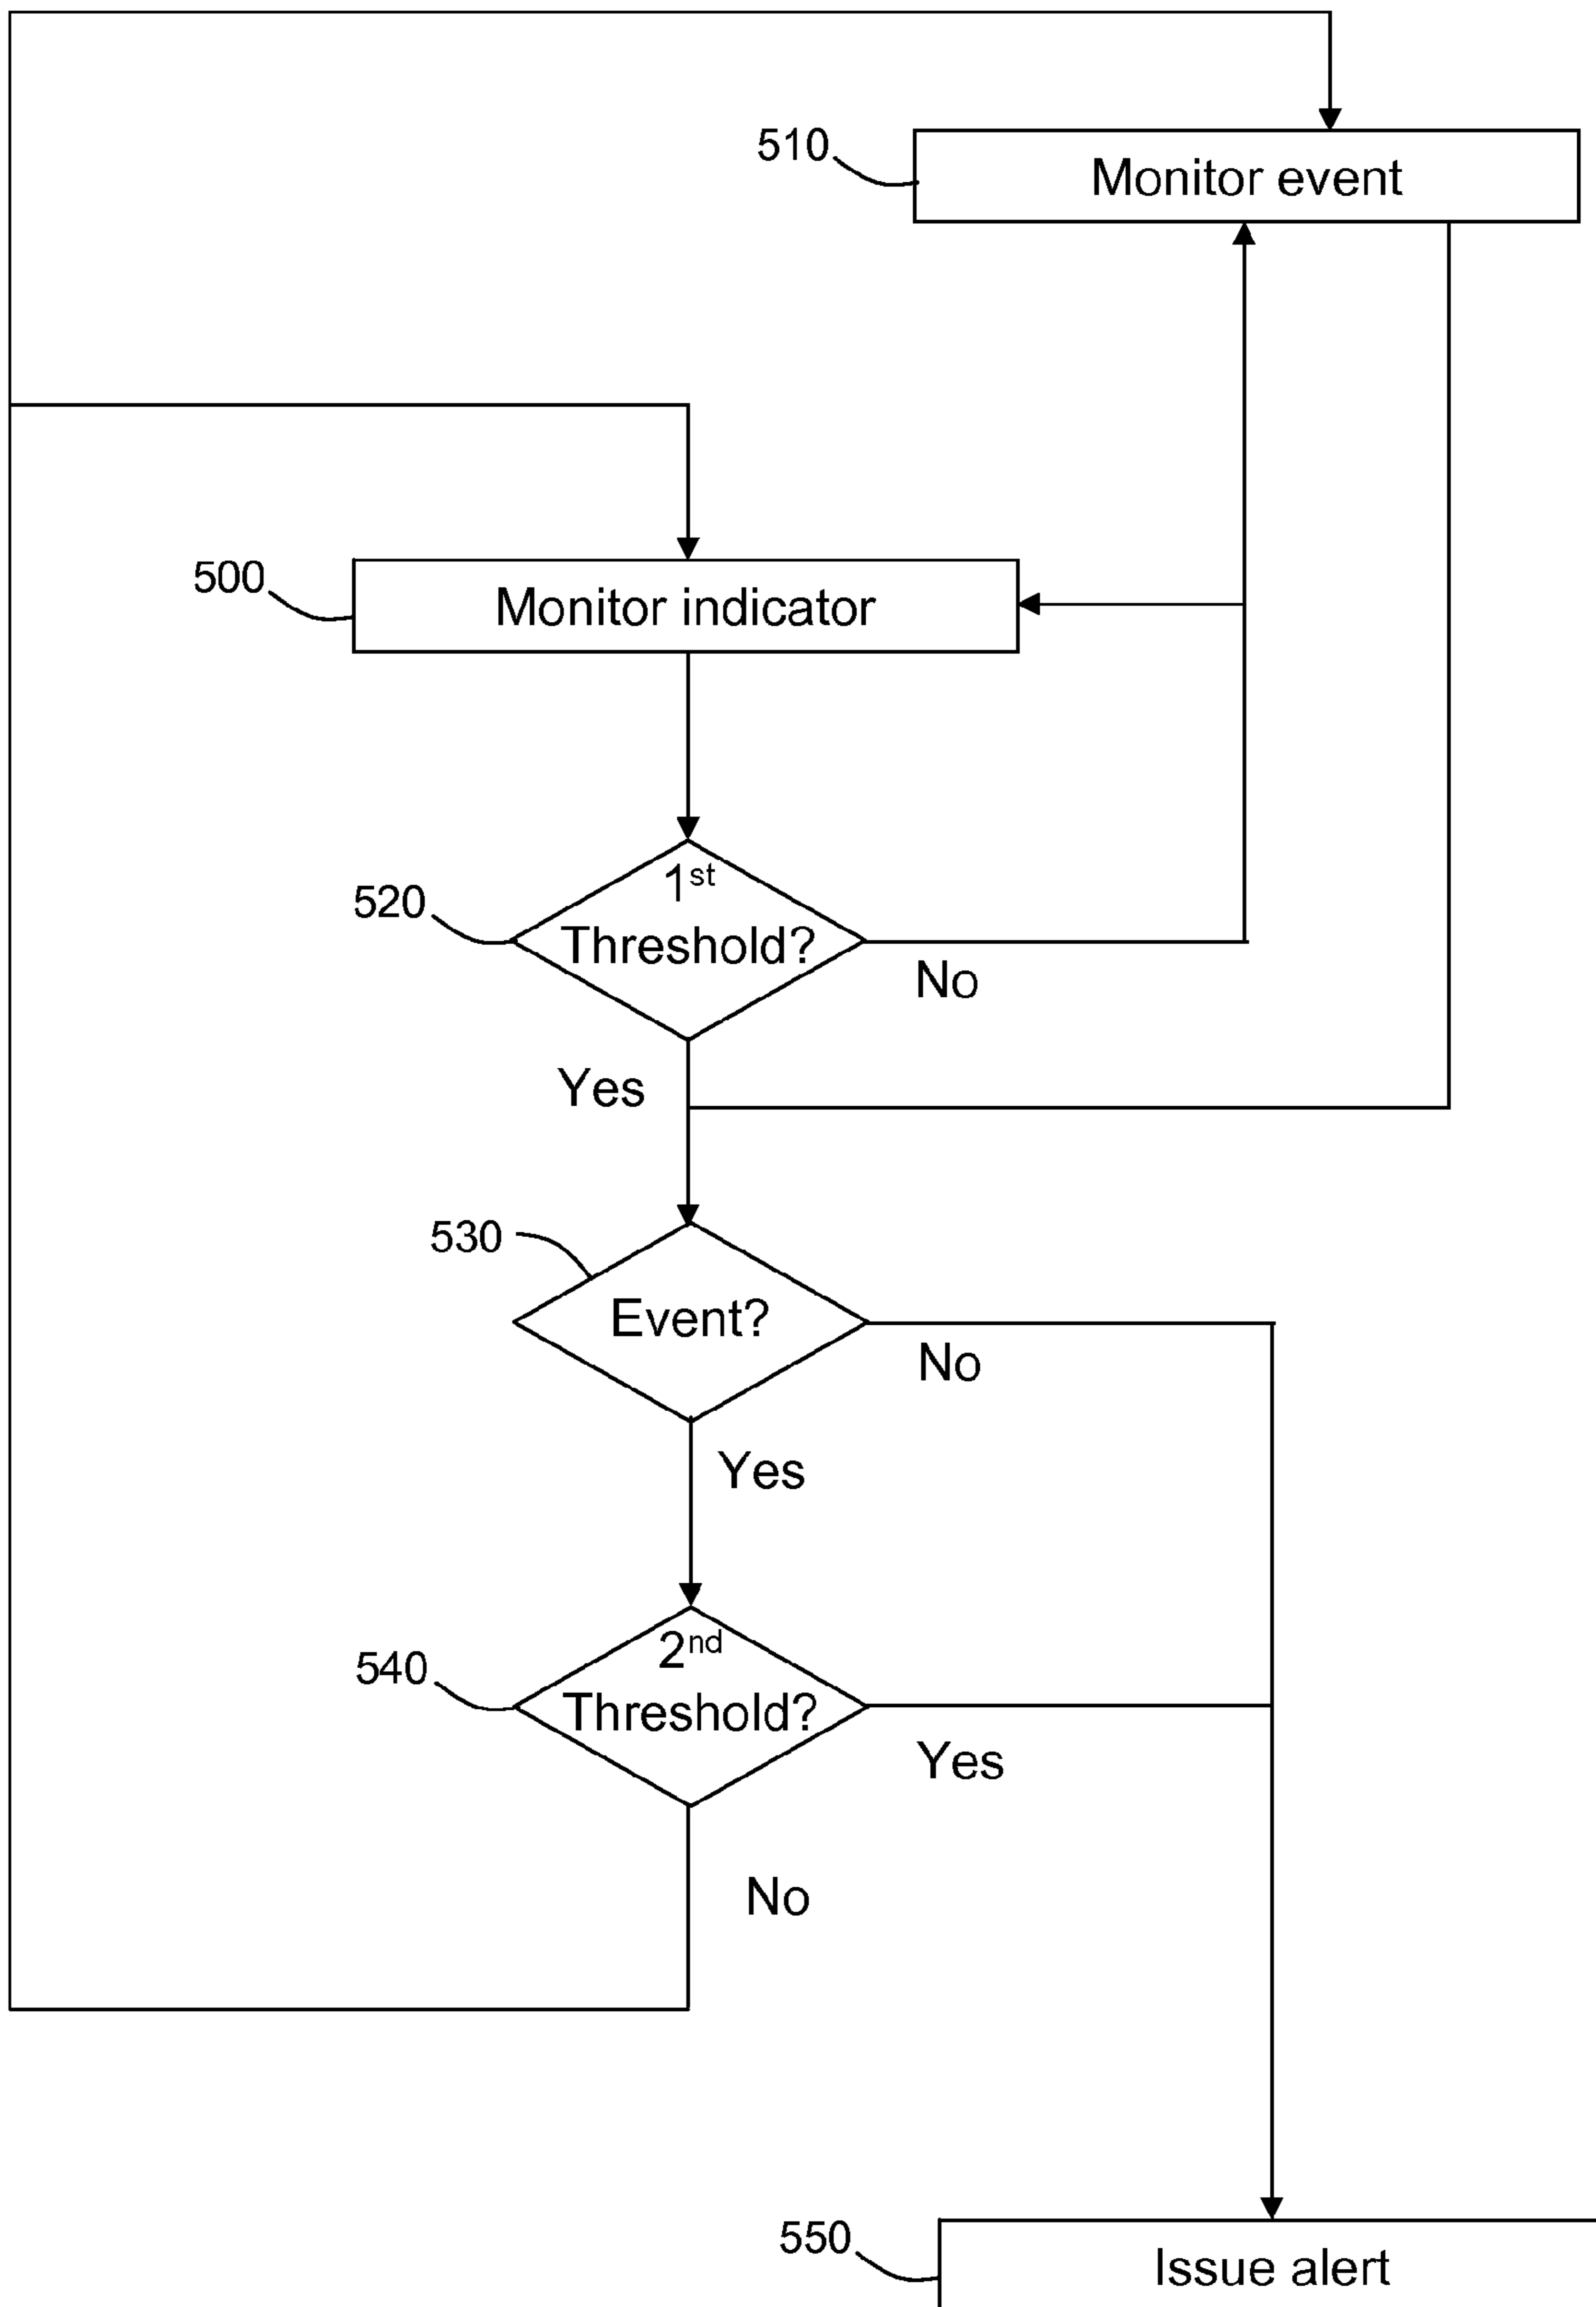 510
Monitor event
500
Monitor indicator
520
1st
Threshold?
No
Yes
530
Event?
No
Yes
540
2nd
Threshold?
Yes
No
550
Issue alert